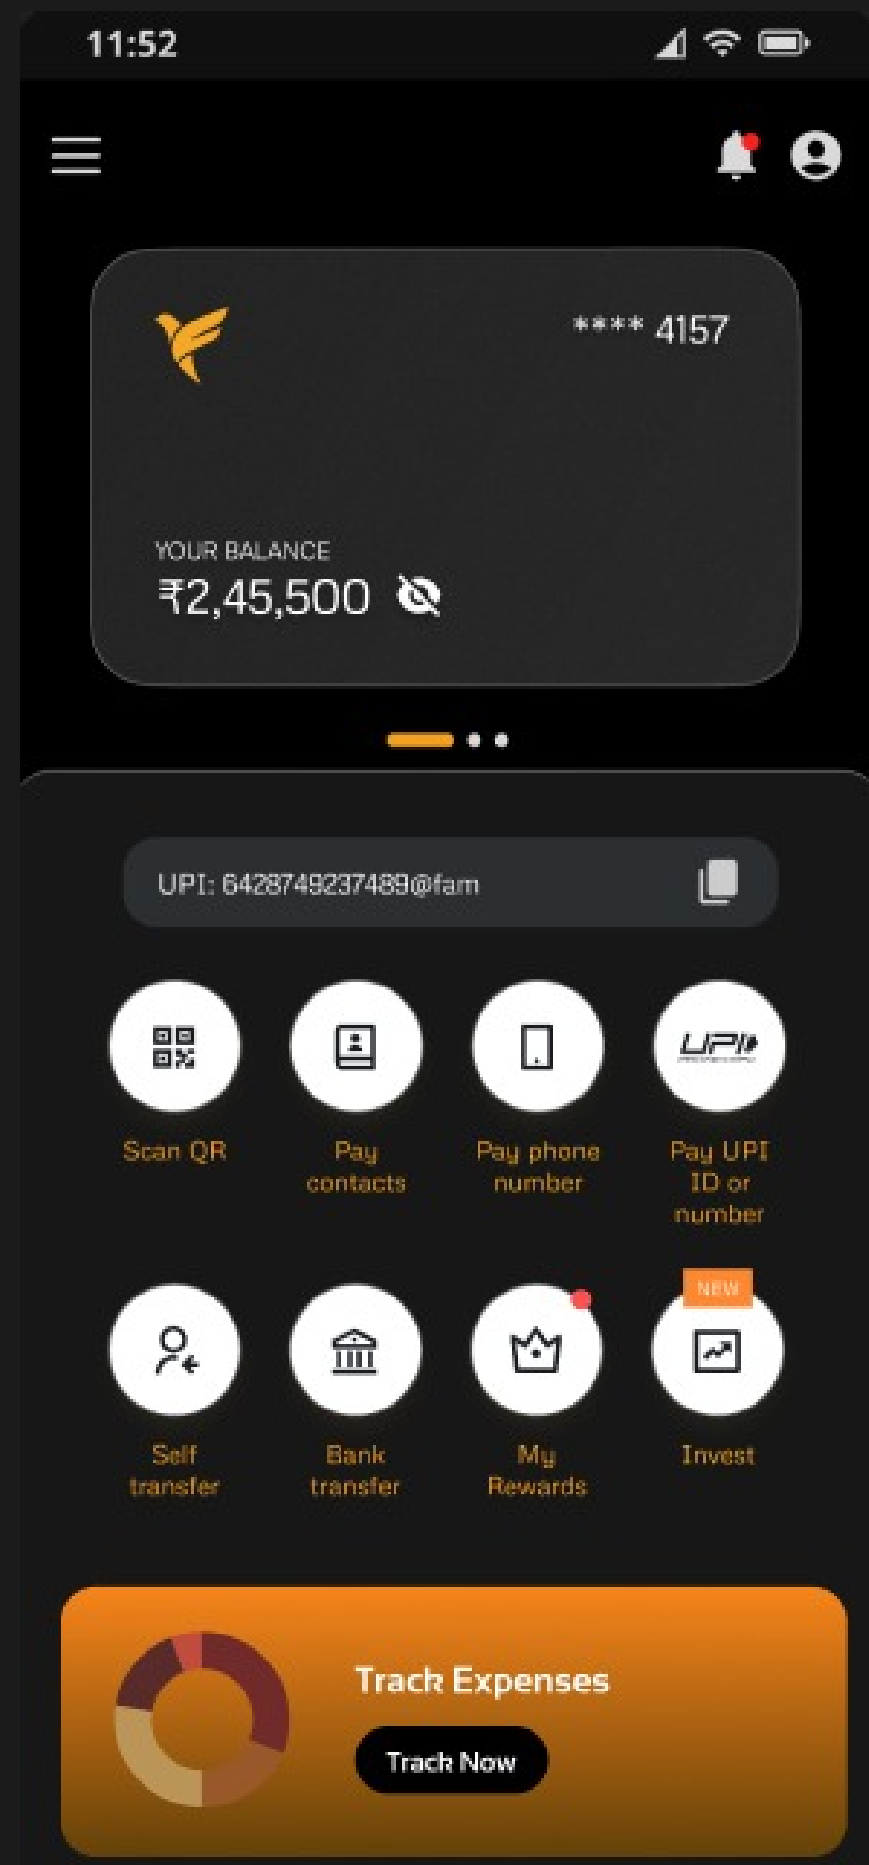 11:52
**** 4157
YOUR BALANCE
₹2,45,500
UPI: 6428749237489@fam
UPI
Scan QR
Pay
contacts
Pay phone
number
Pay UPI
ID or
number
NEW
Self
transfer
Bank
transfer
My
Rewards
Invest
Track Expenses
Track Now